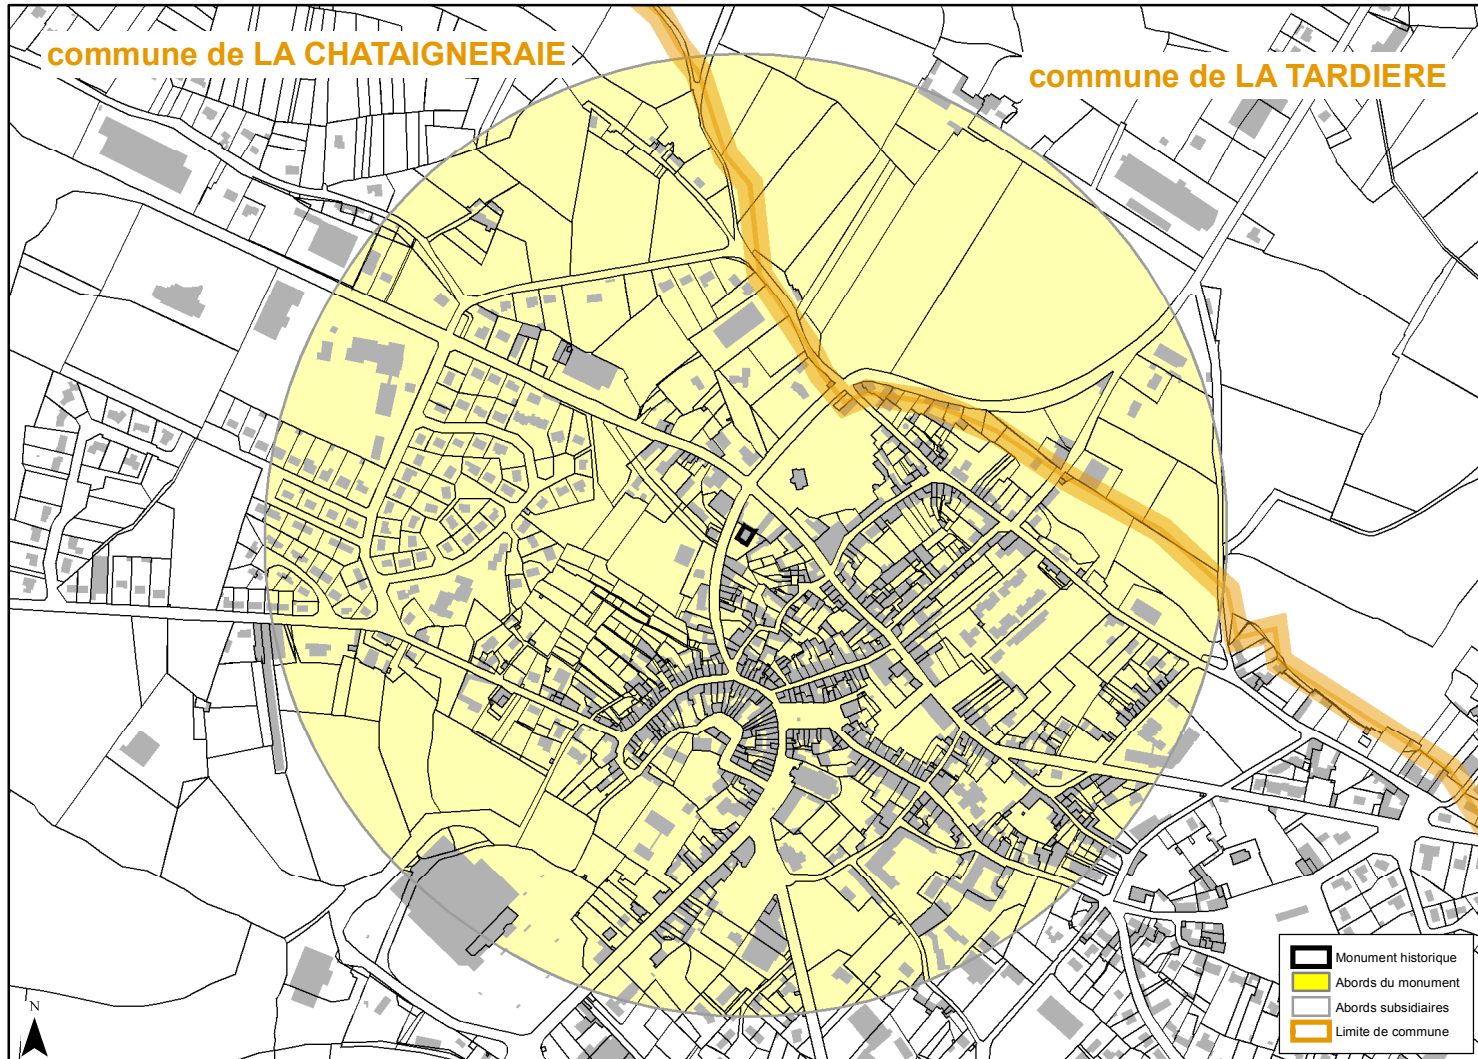 commune de LA CHATAIGNERAIE
commune de LA TARDIERE
Monument historique
Abords du monument
Abords subsidiaires
Limite de commune
N